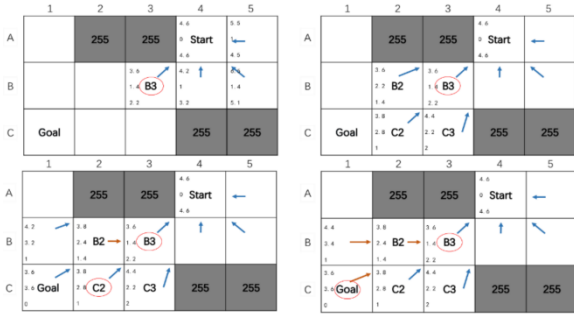 1 2 3 4 5
A 255 255 4.6 0 Start 4.6 5.5 4.5
B 3.6 1.4 B3 2.2 4.2 1 3.2 1.4 5.1
C Goal 255 255
1 2 3 4 5
A 255 255 Start
B 3.6 2.2 B2 1.4 3.6 1.4 B3 2.2
C Goal 3.8 2.8 C2 1 4.4 2.2 C3 2 255 255
1 2 3 4 5
A 255 255 4.6 0 Start 4.6
B 4.2 3.2 1 3.8 2.4 B2 1.4 3.6 1.4 B3 2.2
C 3.6 3.6 Goal 0 3.8 2.8 C2 1 4.4 2.2 C3 2 255 255
1 2 3 4 5
A 255 255 4.6 0 Start 4.6
B 4.4 3.4 1 3.8 2.4 B2 1.4 3.6 1.4 B3 2.2
C 3.6 3.6 Goal 0 3.8 2.8 C2 1 4.4 2.2 C3 2 255 255